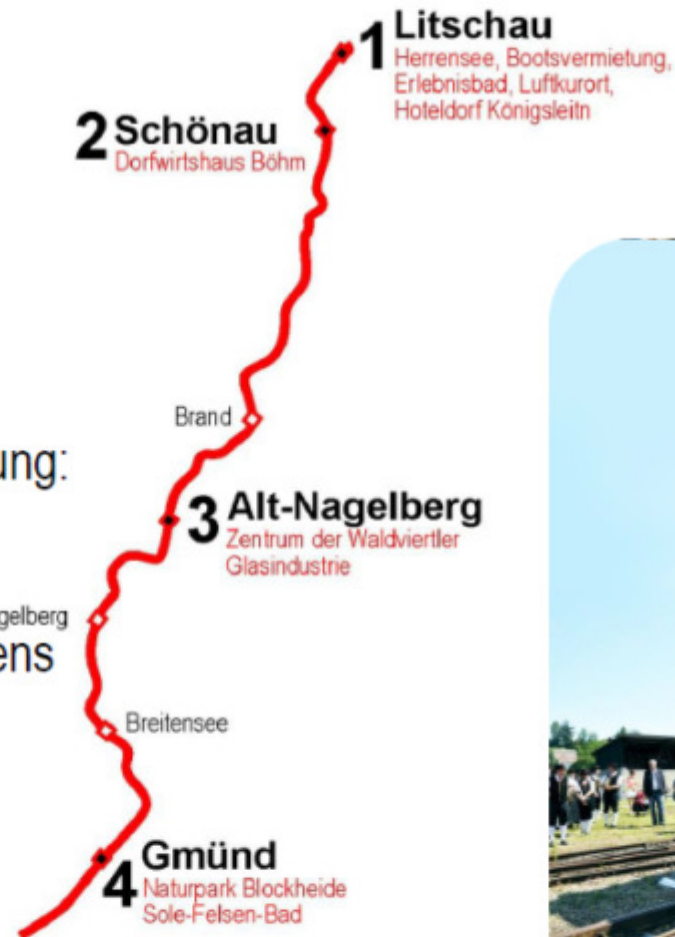 1 Litschau
Herrensee, Bootsvermietung,
Erlebnisbad, Luftkurort,
Hoteldorf Königsleitn
2 Schönau
Dorfwirtshaus Böhm
Brand
ung:
3 Alt-Nagelberg
Zentrum der Waldviertler
Glasindustrie
gelberg
ens
Breitensee
4 Gmünd
Naturpark Blockheide
Sole-Felsen-Bad